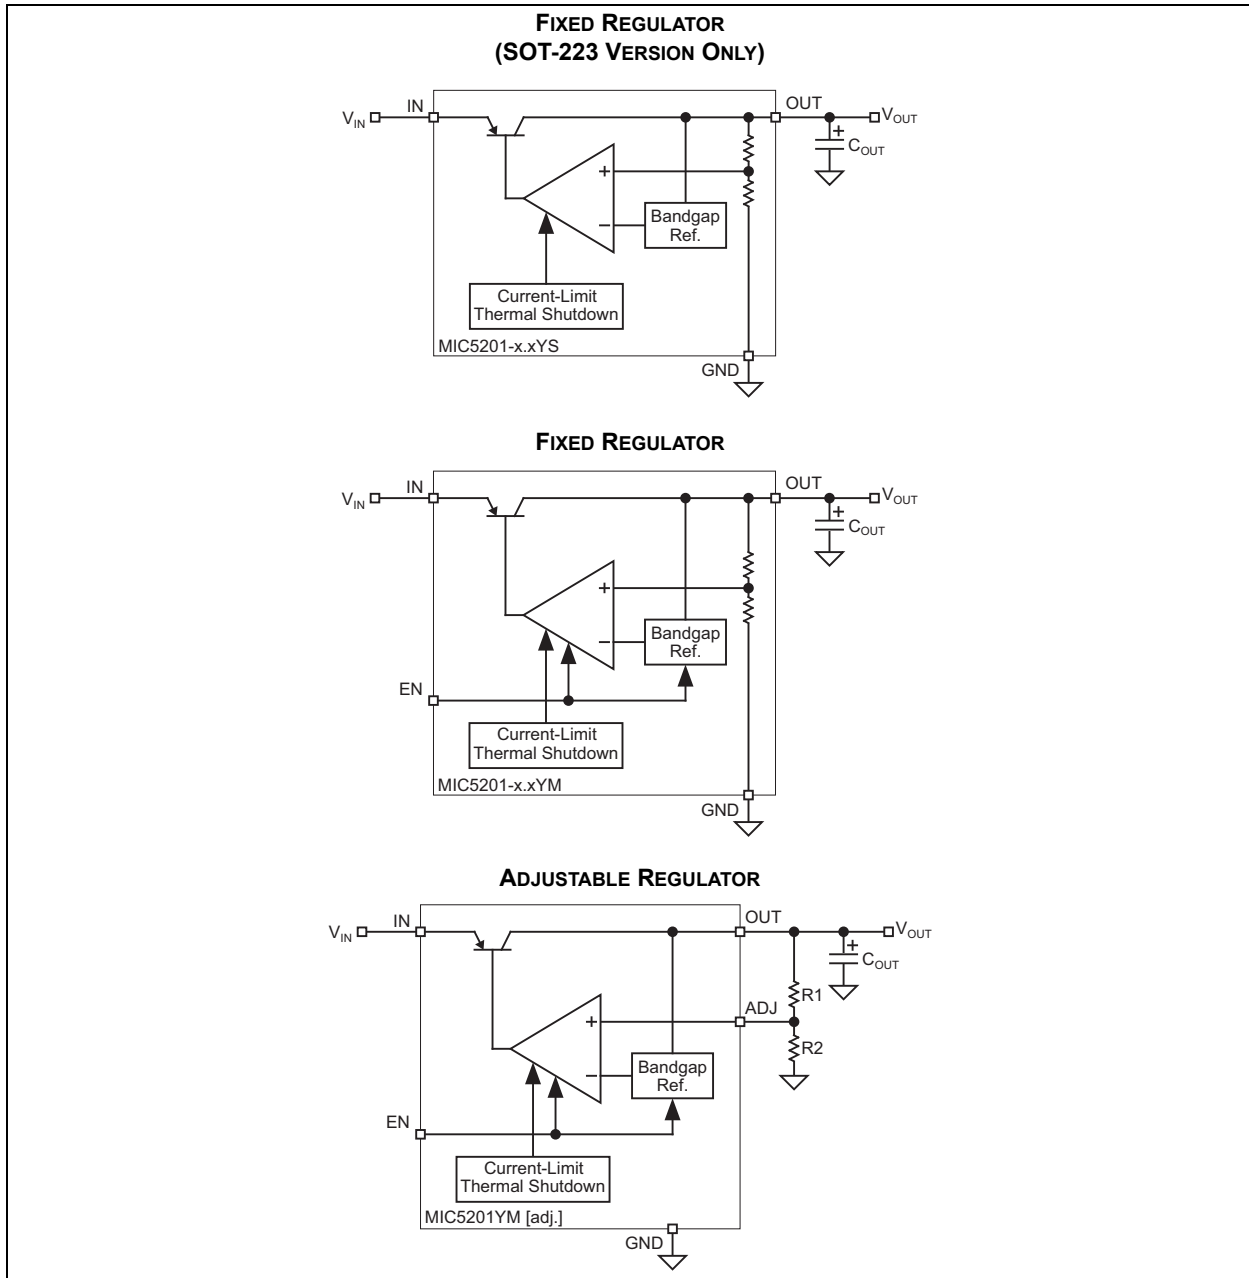 FIXED REGULATOR
(SOT-223 VERSION ONLY)
VIN
IN
OUT
VOUT
+
COUT
+
−
Bandgap
Ref.
Current-Limit
Thermal Shutdown
MIC5201-x.xYS
GND
FIXED REGULATOR
VIN
IN
OUT
VOUT
+
COUT
+
−
Bandgap
Ref.
EN
Current-Limit
Thermal Shutdown
MIC5201-x.xYM
GND
ADJUSTABLE REGULATOR
VIN
IN
OUT
VOUT
+
COUT
R1
ADJ
+
R2
−
Bandgap
Ref.
EN
Current-Limit
Thermal Shutdown
MIC5201YM [adj.]
GND